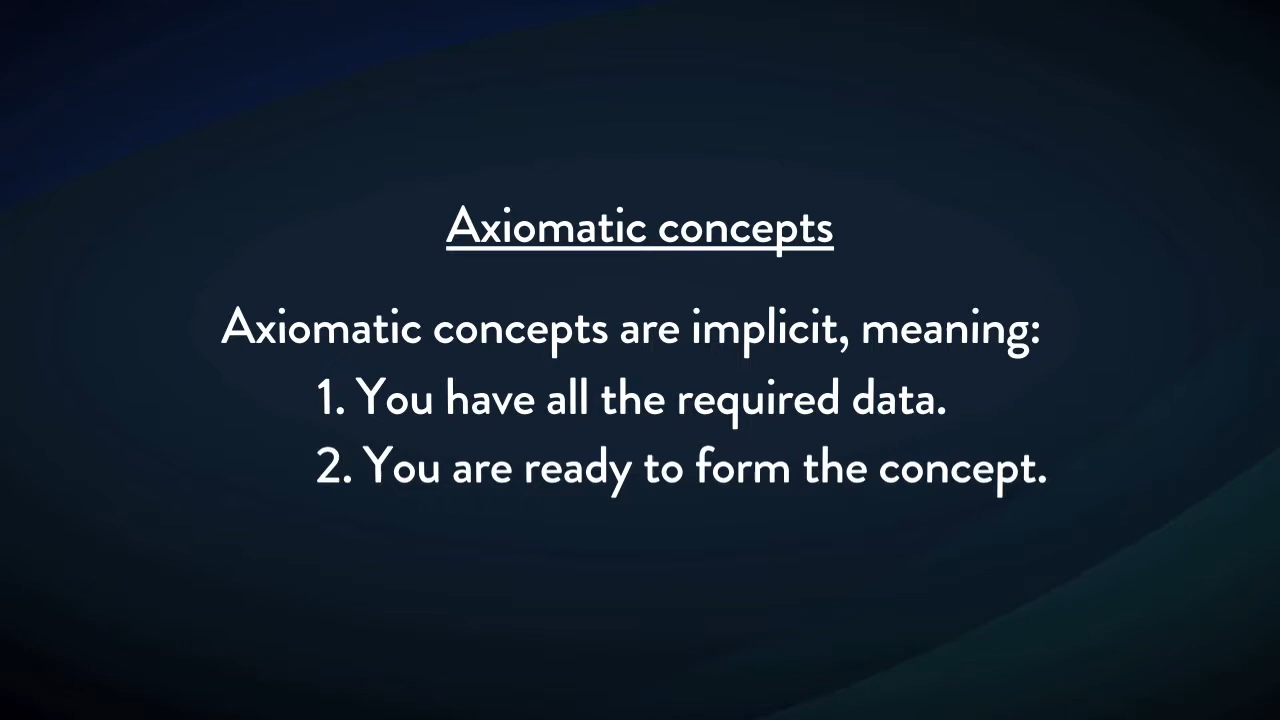 Axiomatic concepts
Axiomatic concepts are implicit, meaning:
1. You have all the required data.
2. You are ready to form the concept.